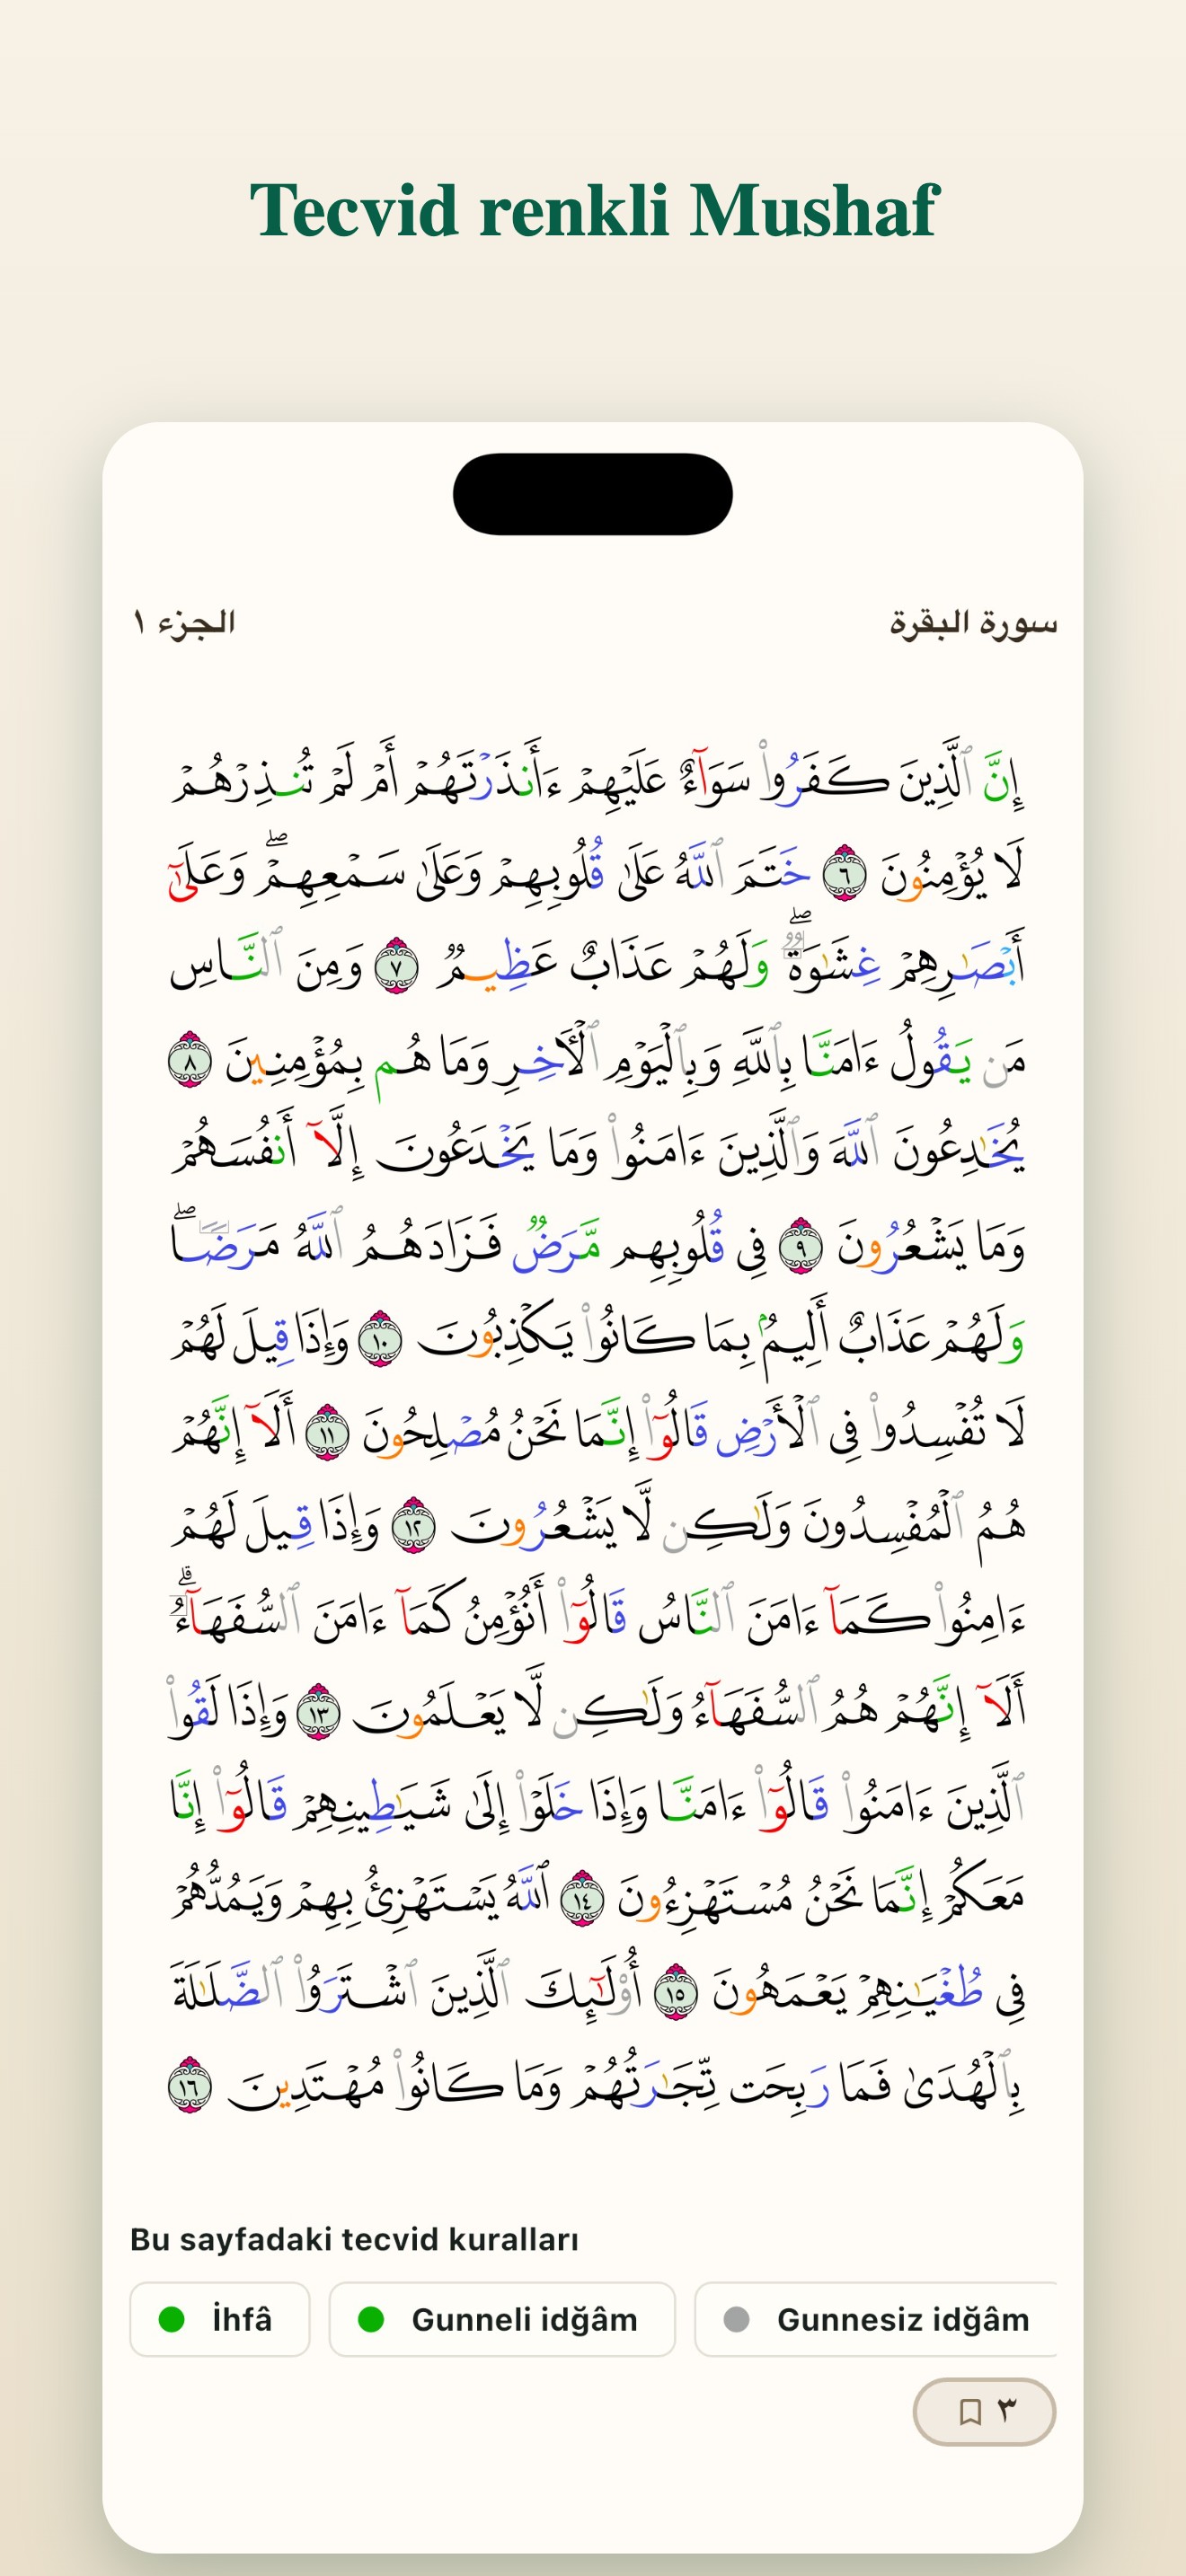 Tecvid renkli Mushaf
سورة البقرة
الجزء ١
إِنَّ ٱلَّذِينَ كَفَرُوا۟ سَوَآءٌ عَلَيْهِمْ ءَأَنذَرْتَهُمْ أَمْ لَمْ تُنذِرْهُمْ
لَا يُؤْمِنُونَ ٦ خَتَمَ ٱللَّهُ عَلَىٰ قُلُوبِهِمْ وَعَلَىٰ سَمْعِهِمْ ۖ وَعَلَىٰٓ
أَبْصَـٰرِهِمْ غِشَـٰوَةٌ ۖ وَلَهُمْ عَذَابٌ عَظِيمٌ ٧ وَمِنَ ٱلنَّاسِ
مَن يَقُولُ ءَامَنَّا بِٱللَّهِ وَبِٱلْيَوْمِ ٱلْـَٔاخِرِ وَمَا هُم بِمُؤْمِنِينَ ٨
يُخَـٰدِعُونَ ٱللَّهَ وَٱلَّذِينَ ءَامَنُوا۟ وَمَا يَخْدَعُونَ إِلَّآ أَنفُسَهُمْ
وَمَا يَشْعُرُونَ ٩ فِى قُلُوبِهِم مَّرَضٌ فَزَادَهُمُ ٱللَّهُ مَرَضًا ۖ
وَلَهُمْ عَذَابٌ أَلِيمٌۢ بِمَا كَانُوا۟ يَكْذِبُونَ ١٠ وَإِذَا قِيلَ لَهُمْ
لَا تُفْسِدُوا۟ فِى ٱلْأَرْضِ قَالُوٓا۟ إِنَّمَا نَحْنُ مُصْلِحُونَ ١١ أَلَآ إِنَّهُمْ
هُمُ ٱلْمُفْسِدُونَ وَلَـٰكِن لَّا يَشْعُرُونَ ١٢ وَإِذَا قِيلَ لَهُمْ
ءَامِنُوا۟ كَمَآ ءَامَنَ ٱلنَّاسُ قَالُوٓا۟ أَنُؤْمِنُ كَمَآ ءَامَنَ ٱلسُّفَهَآءُ ۗ
أَلَآ إِنَّهُمْ هُمُ ٱلسُّفَهَآءُ وَلَـٰكِن لَّا يَعْلَمُونَ ١٣ وَإِذَا لَقُوا۟
ٱلَّذِينَ ءَامَنُوا۟ قَالُوٓا۟ ءَامَنَّا وَإِذَا خَلَوْا۟ إِلَىٰ شَيَـٰطِينِهِمْ قَالُوٓا۟ إِنَّا
مَعَكُمْ إِنَّمَا نَحْنُ مُسْتَهْزِءُونَ ١٤ ٱللَّهُ يَسْتَهْزِئُ بِهِمْ وَيَمُدُّهُمْ
فِى طُغْيَـٰنِهِمْ يَعْمَهُونَ ١٥ أُو۟لَـٰٓئِكَ ٱلَّذِينَ ٱشْتَرَوُا۟ ٱلضَّلَـٰلَةَ
بِٱلْهُدَىٰ فَمَا رَبِحَت تِّجَـٰرَتُهُمْ وَمَا كَانُوا۟ مُهْتَدِينَ ١٦
Bu sayfadaki tecvid kuralları
İhfâ
Gunneli idğâm
Gunnesiz idğâm
٣